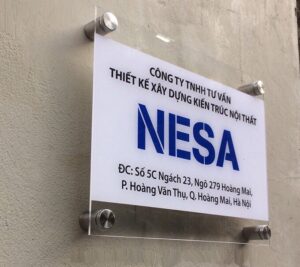 CÔNG TY TNHH TƯ VẤN
THIẾT KẾ XÂY DỰNG KIẾN TRÚC NỘI THẤT
NESA
ĐC: Số 5C Ngách 23, Ngõ 279 Hoàng Mai,
P. Hoàng Văn Thụ, Q. Hoàng Mai, Hà Nội